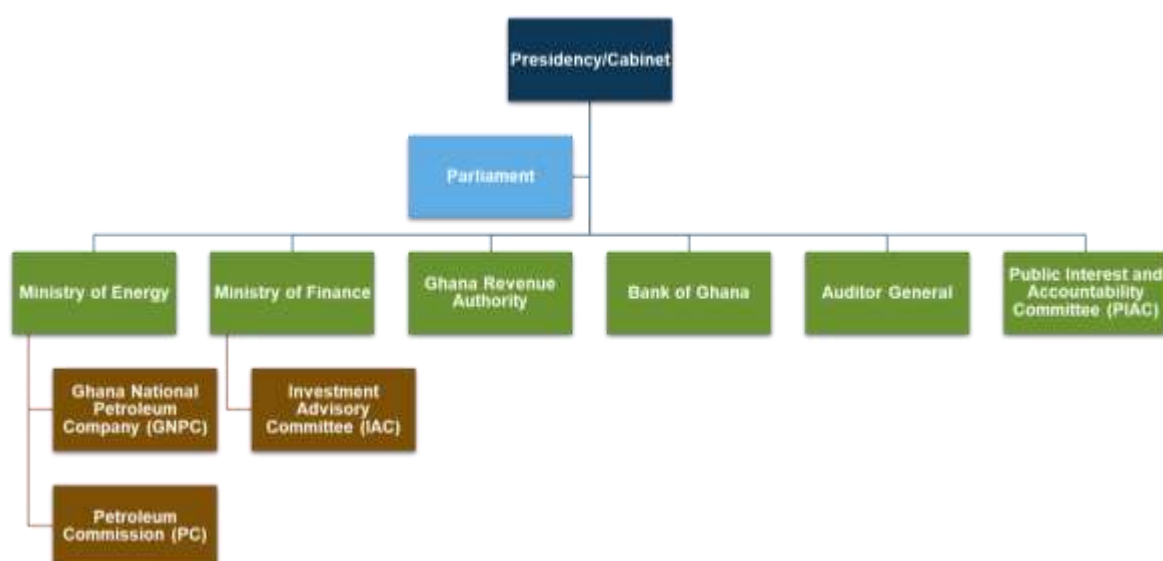 Presidency/Cabinet
Parliament
Ministry of Energy
Ministry of Finance
Ghana Revenue
Authority
Bank of Ghana
Auditor General
Public Interest and
Accountability
Committee (PIAC)
Ghana National
Petroleum
Company (GNPC)
Investment
Advisory
Committee (IAC)
Petroleum
Commission (PC)